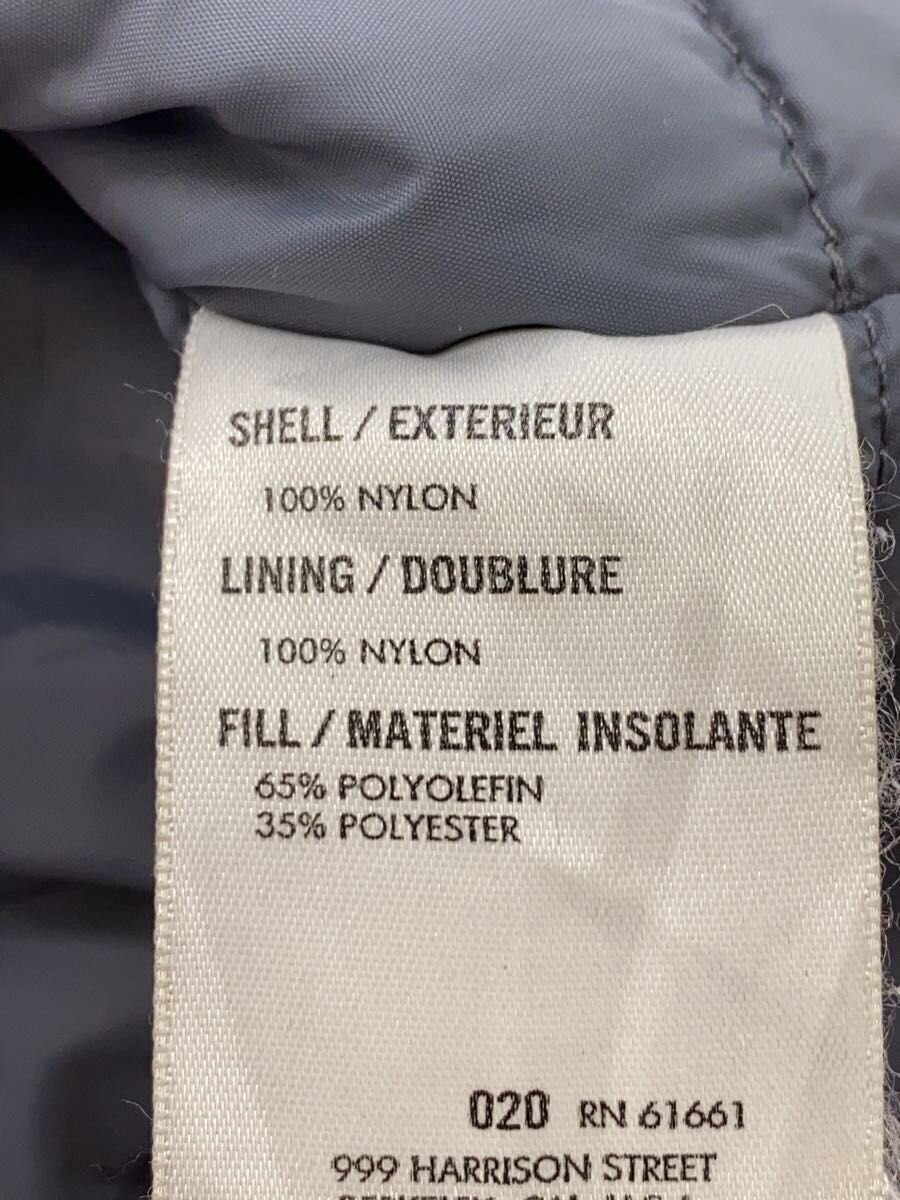 SHELL / EXTERIEUR
100% NYLON
LINING / DOUBLURE
100% NYLON
FILL / MATERIEL INSOLANTE
65% POLYOLEFIN
35% POLYESTER
020 RN 61661
999 HARRISON STREET